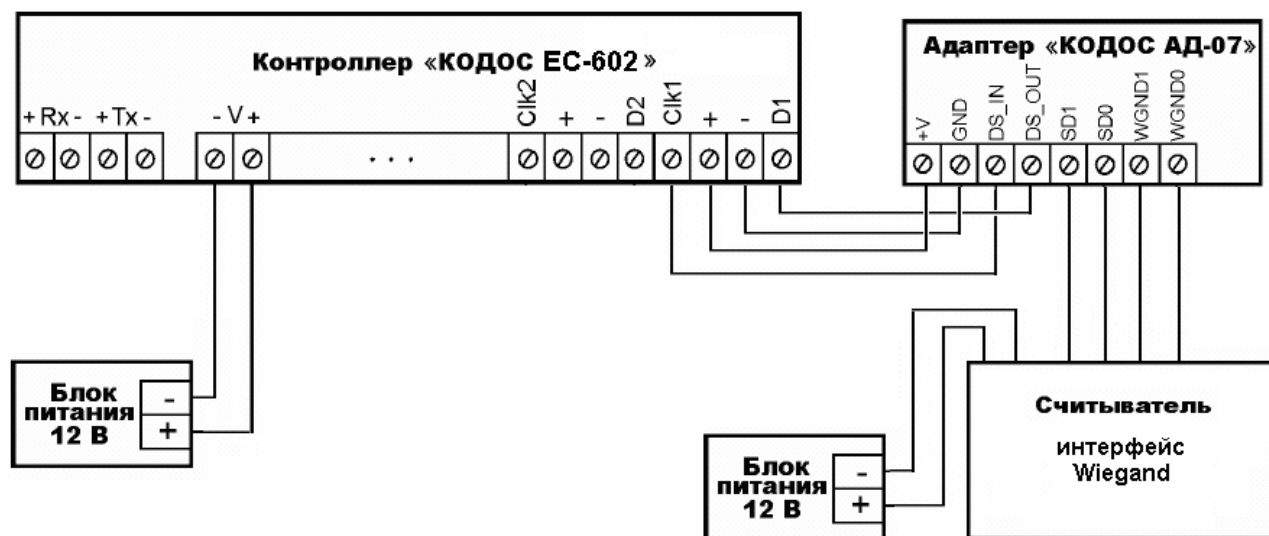 Контроллер «КОДОС ЕС-602»
+ Rx - + Tx - - V + Clk2 + - D2 Clk1 + - D1
. . .
Адаптер «КОДОС АД-07»
+V GND DS_IN DS_OUT SD1 SD0 WGND1 WGND0
Блок
питания
12 В
-
+
Блок
питания
12 В
-
+
Считыватель
интерфейс
Wiegand